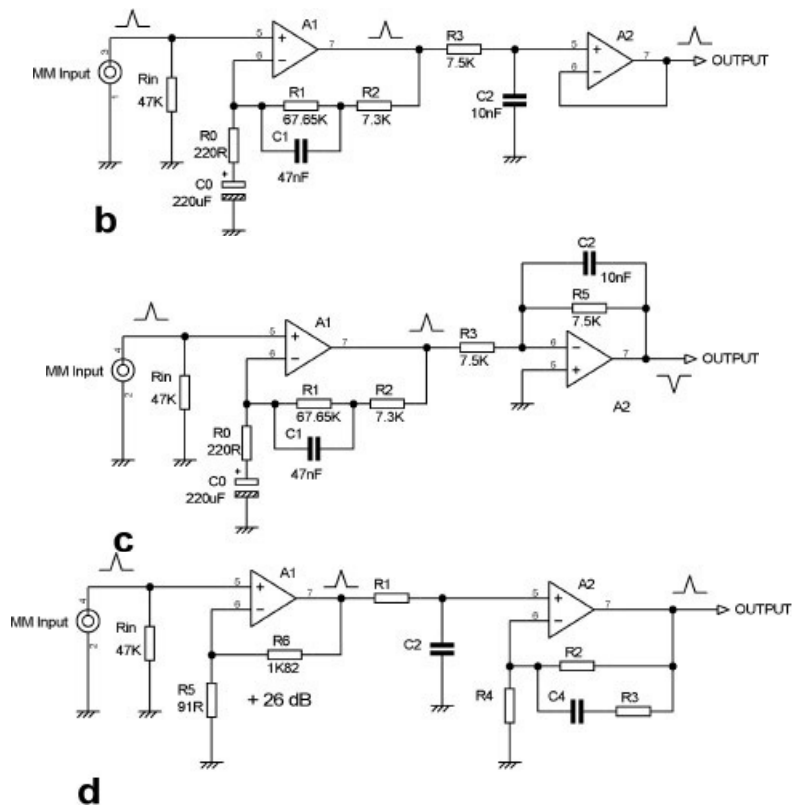 A1
A2
MM Input
3
1
Rin
47K
5
6
7
R3
7.5K
C2
10nF
5
6
7
OUTPUT
R1
67.65K
R2
7.3K
C1
47nF
R0
220R
+
C0
220uF
b
C2
10nF
R5
7.5K
A1
MM Input
4
2
Rin
47K
5
6
7
R3
7.5K
6
5
7
OUTPUT
A2
R1
67.65K
R2
7.3K
C1
47nF
R0
220R
+
C0
220uF
c
A1
A2
MM Input
4
2
Rin
47K
5
6
7
R1
C2
5
6
7
OUTPUT
R6
1K82
R5
91R
+ 26 dB
R4
R2
C4
R3
d